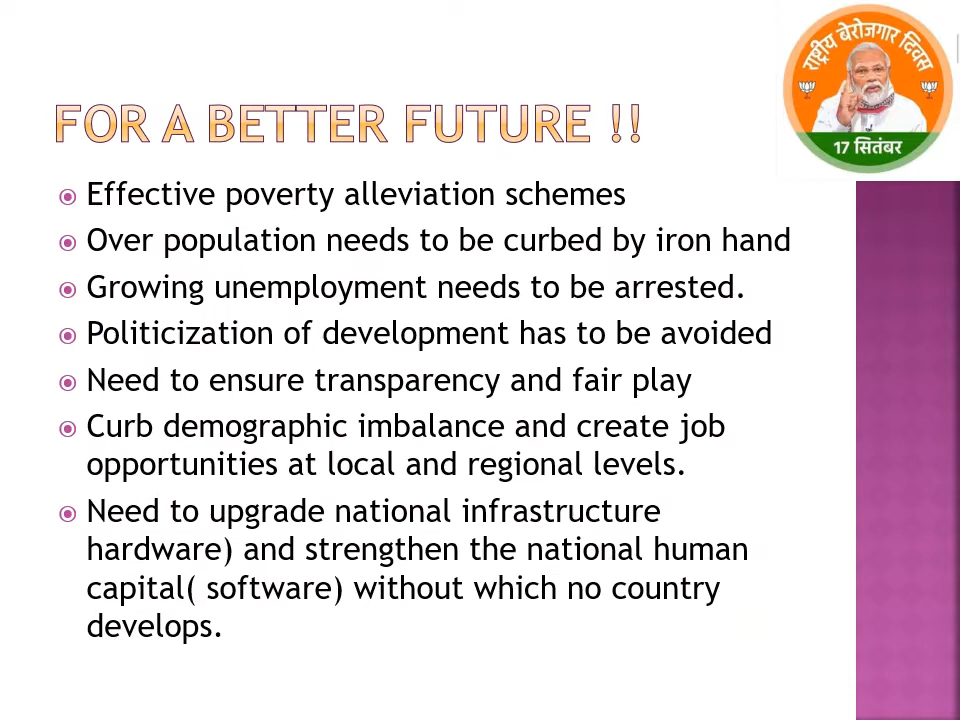 राष्ट्रीय बेरोजगार दिवस
17 सितंबर
FOR A BETTER FUTURE !!
Effective poverty alleviation schemes
Over population needs to be curbed by iron hand
Growing unemployment needs to be arrested.
Politicization of development has to be avoided
Need to ensure transparency and fair play
Curb demographic imbalance and create job
opportunities at local and regional levels.
Need to upgrade national infrastructure
hardware) and strengthen the national human
capital( software) without which no country
develops.